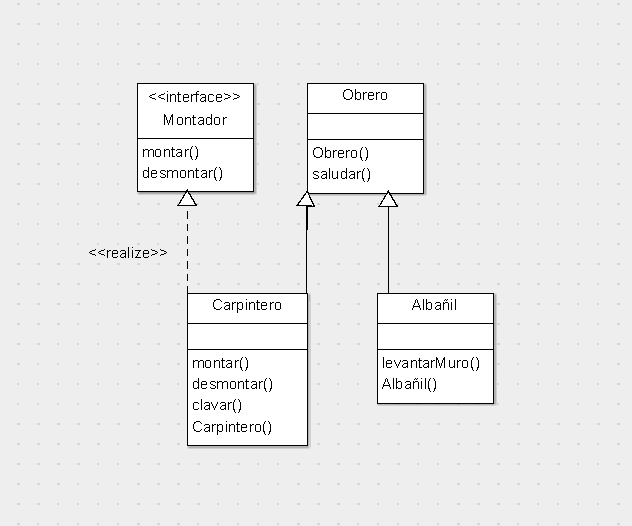 <<interface>>
Montador
montar()
desmontar()
Obrero
Obrero()
saludar()
<<realize>>
Carpintero
montar()
desmontar()
clavar()
Carpintero()
Albañil
levantarMuro()
Albañil()